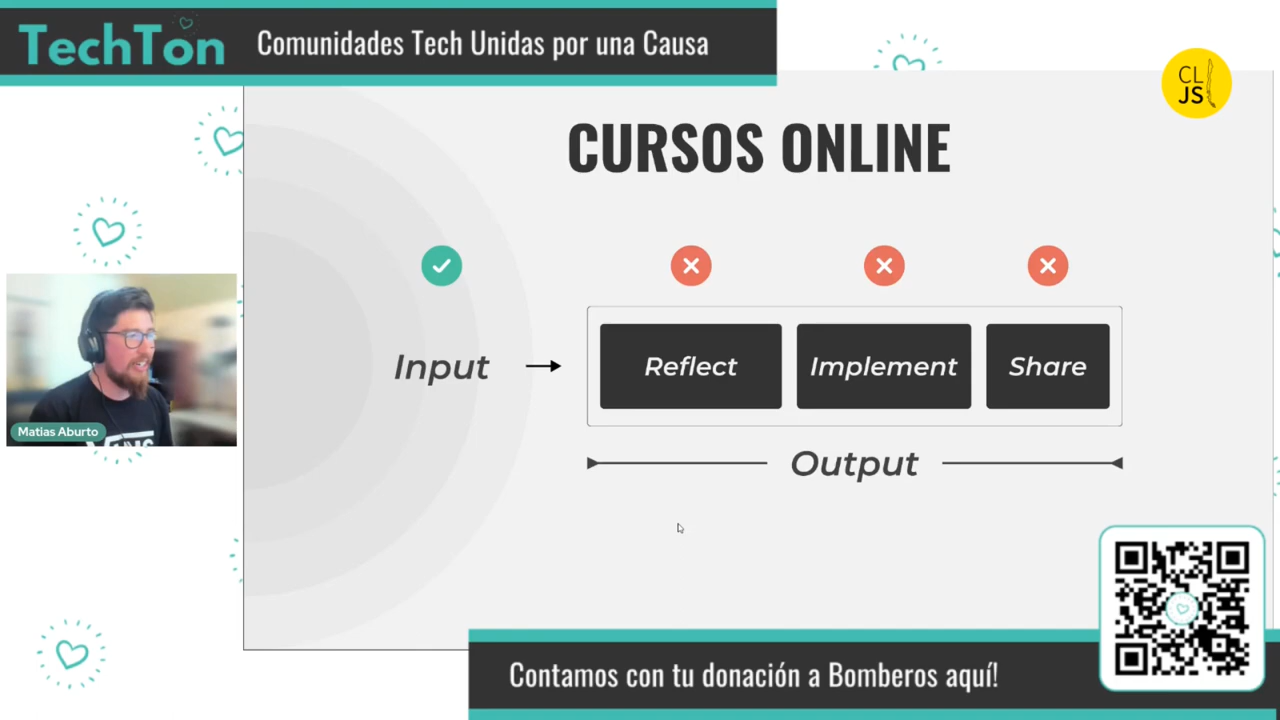 TechTon
Comunidades Tech Unidas por una Causa
CL
JS
CURSOS ONLINE
Input
Reflect
Implement
Share
Output
Matias Aburto
Contamos con tu donación a Bomberos aquí!